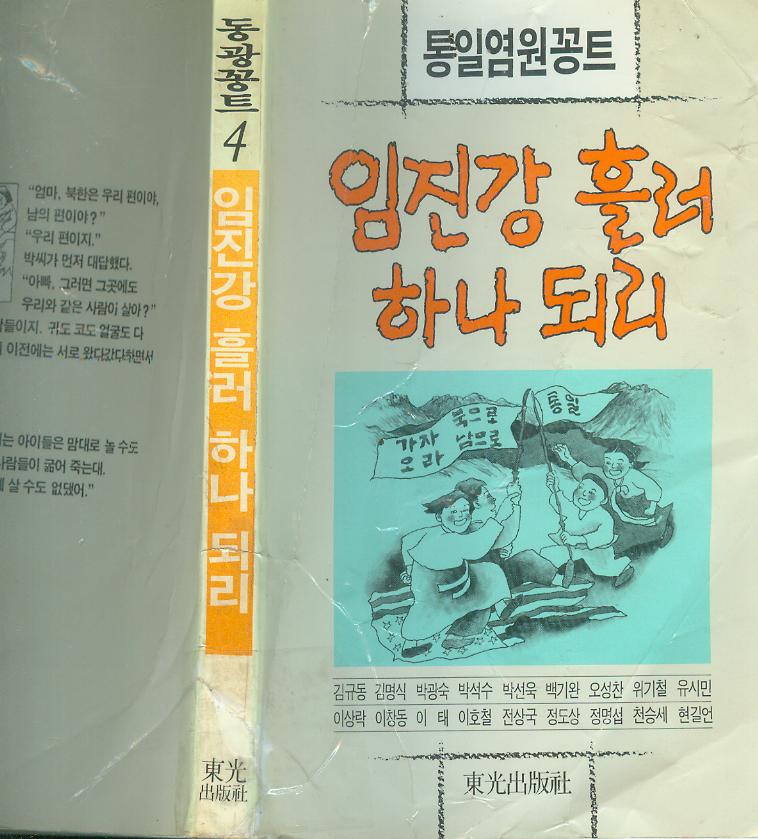 통일염원꽁트
임진강 흘러
하나 되리
가자 북으로
오라 남으로
통일
김규동 김명식 박광숙 박석수 박선욱 백기완 오성찬 위기철 유시민
이상락 이창동 이 태 이호철 전상국 정도상 정명섭 천승세 현길언
東光出版社
동광꽁트
4
임진강 흘러 하나 되리
東光
出版社
“엄마, 북한은 우리 편이야,
남의 편이야?”
“우리 편이지.”
박씨가 먼저 대답했다.
“아빠, 그러면 그곳에도
우리와 같은 사람이 살아?”
람들이지. 귀도 코도 얼굴도 다
이전에는 서로 왔다갔다하면서
는 아이들은 맘대로 놀 수도
사람들이 굶어 죽는대.
살 수도 없댔어.”